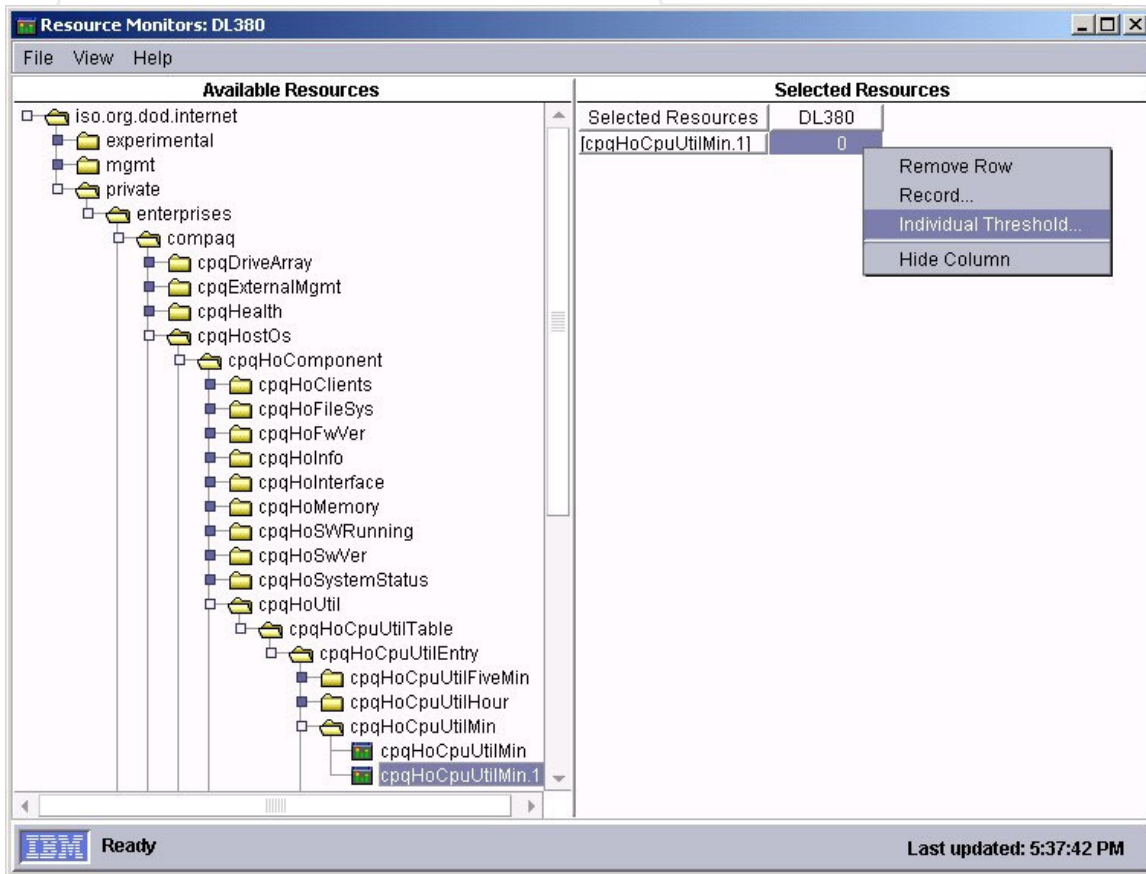 Resource Monitors: DL380
File View Help
Available Resources
iso.org.dod.internet
experimental
mgmt
private
enterprises
compaq
cpqDriveArray
cpqExternalMgmt
cpqHealth
cpqHostOs
cpqHoComponent
cpqHoClients
cpqHoFileSys
cpqHoFwVer
cpqHoInfo
cpqHoInterface
cpqHoMemory
cpqHoSWRunning
cpqHoSwVer
cpqHoSystemStatus
cpqHoUtil
cpqHoCpuUtilTable
cpqHoCpuUtilEntry
cpqHoCpuUtilFiveMin
cpqHoCpuUtilHour
cpqHoCpuUtilMin
cpqHoCpuUtilMin
cpqHoCpuUtilMin.1
Selected Resources
Selected Resources DL380
[cpqHoCpuUtilMin.1] 0
Remove Row
Record...
Individual Threshold...
Hide Column
IBM Ready Last updated: 5:37:42 PM